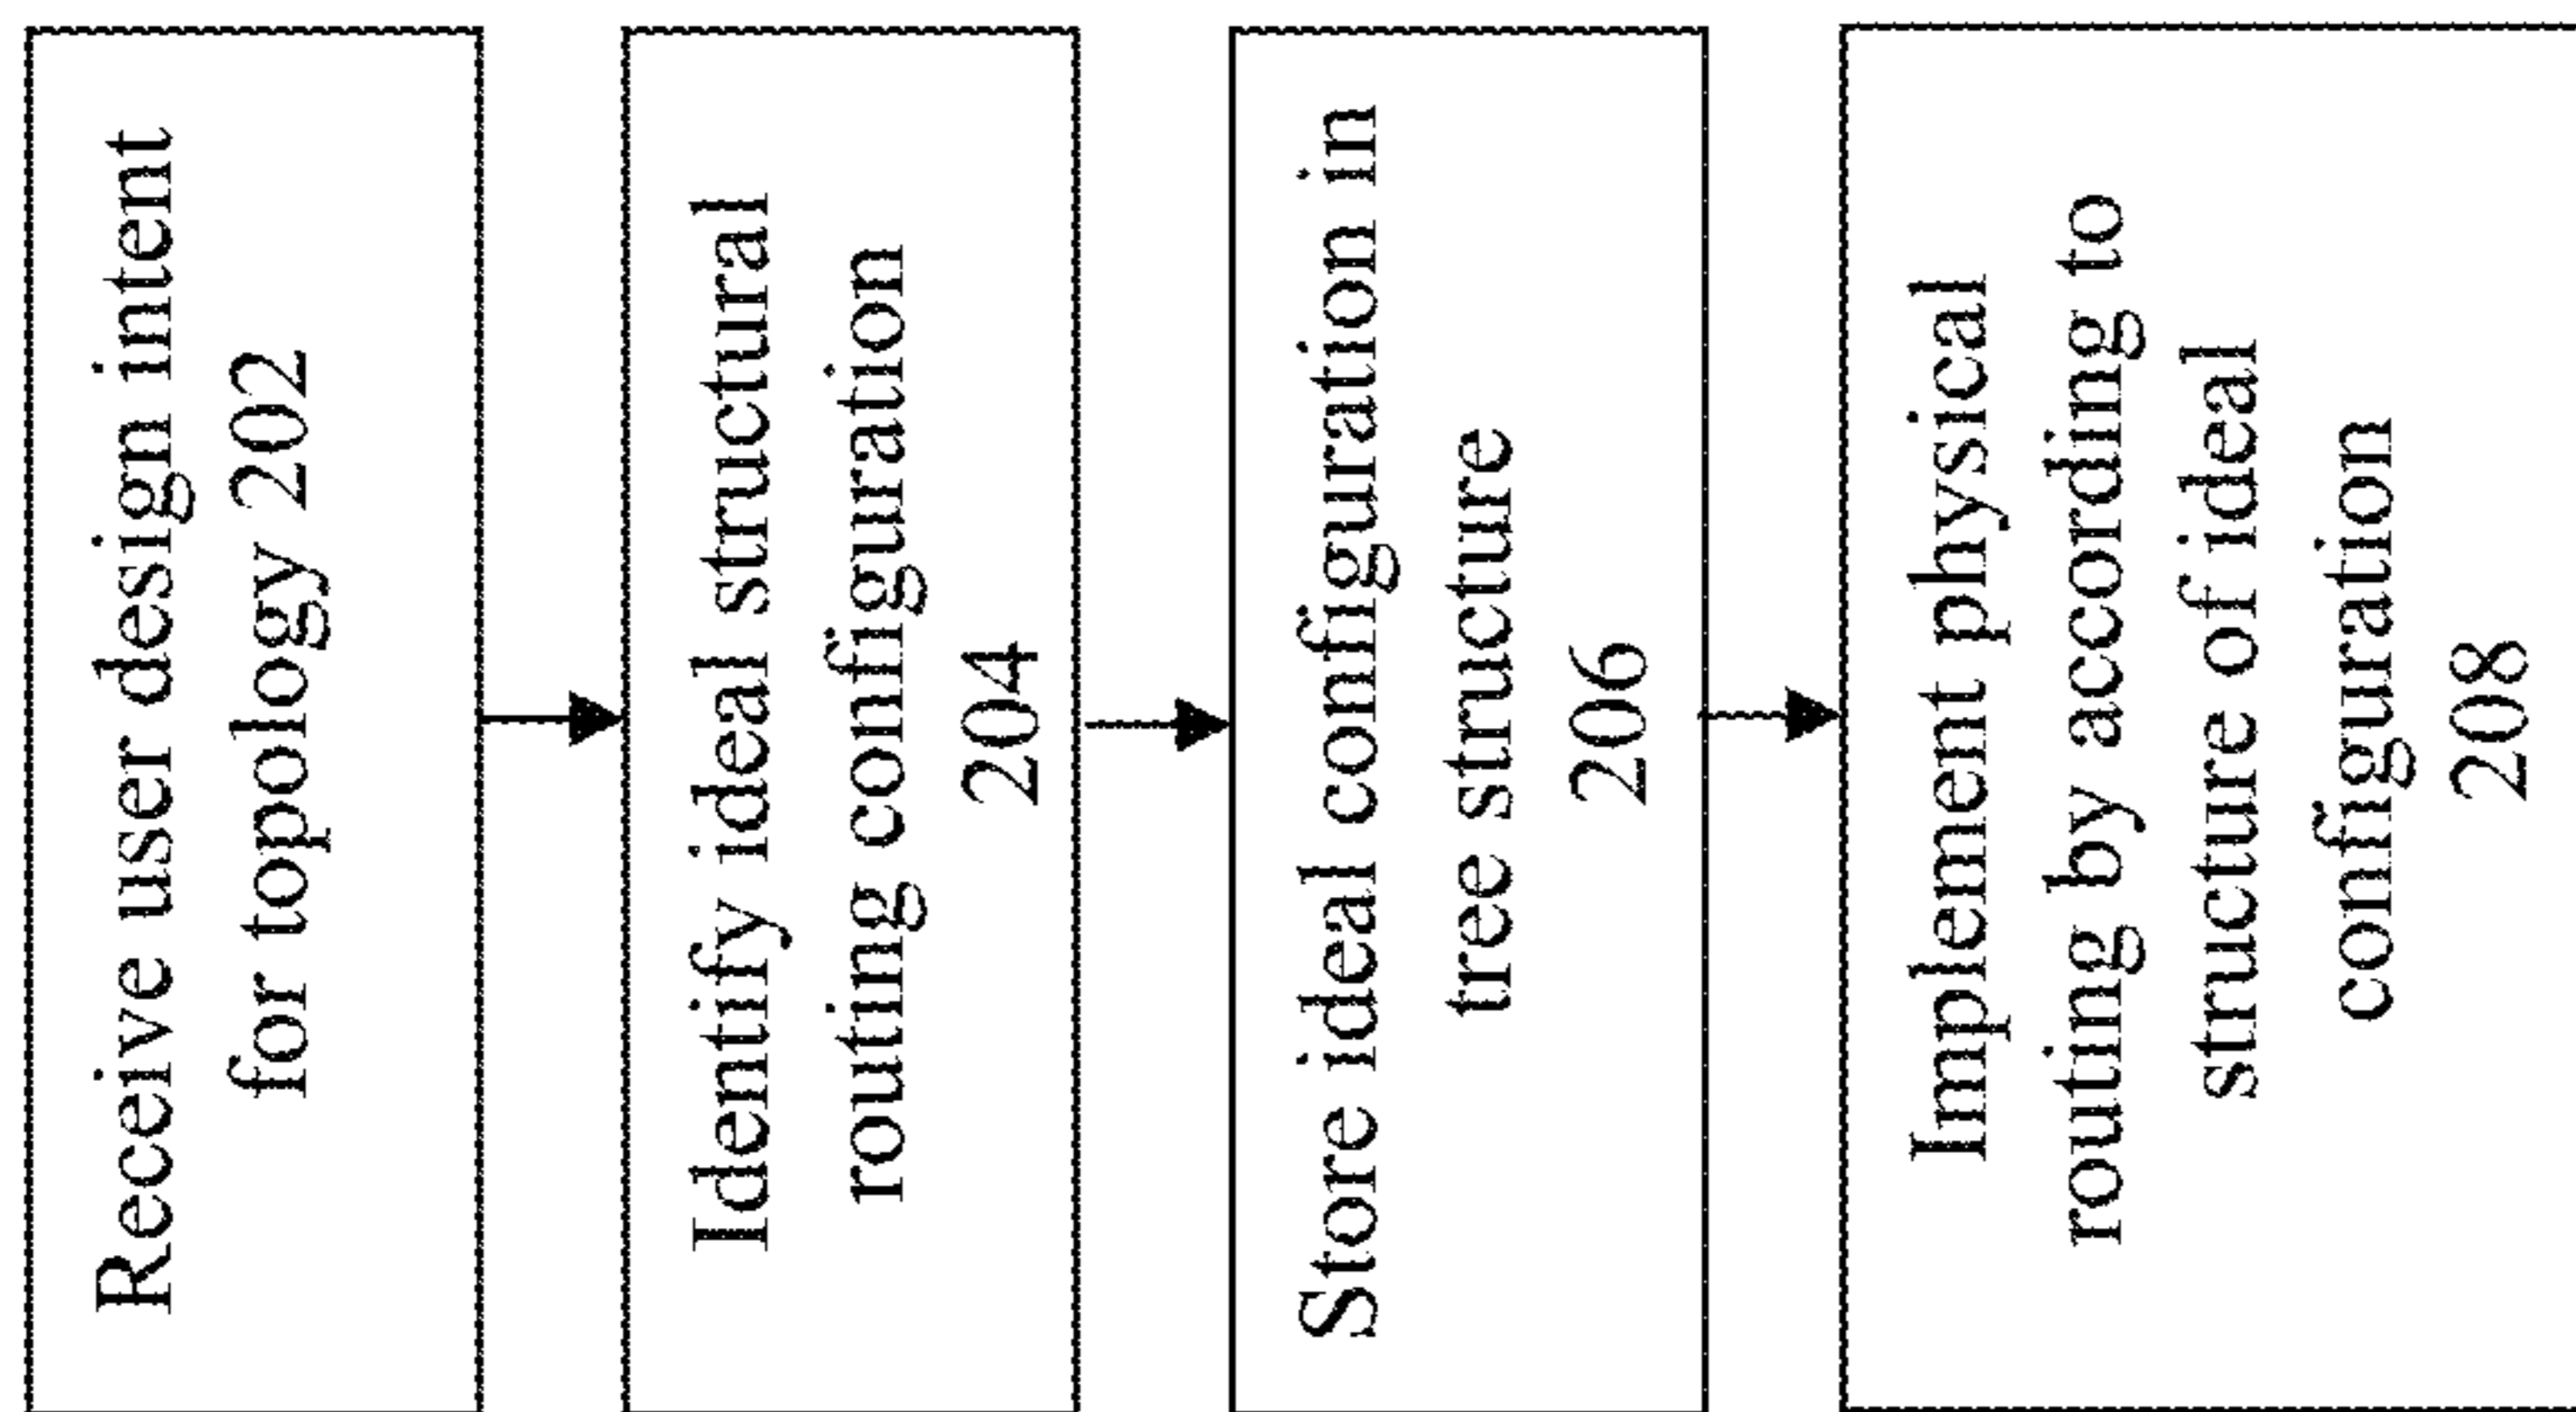 Receive user design intent
for topology 202
Identify ideal structural
routing configuration
204
Store ideal configuration in
tree structure
206
Implement physical
routing by according to
structure of ideal
configuration
208